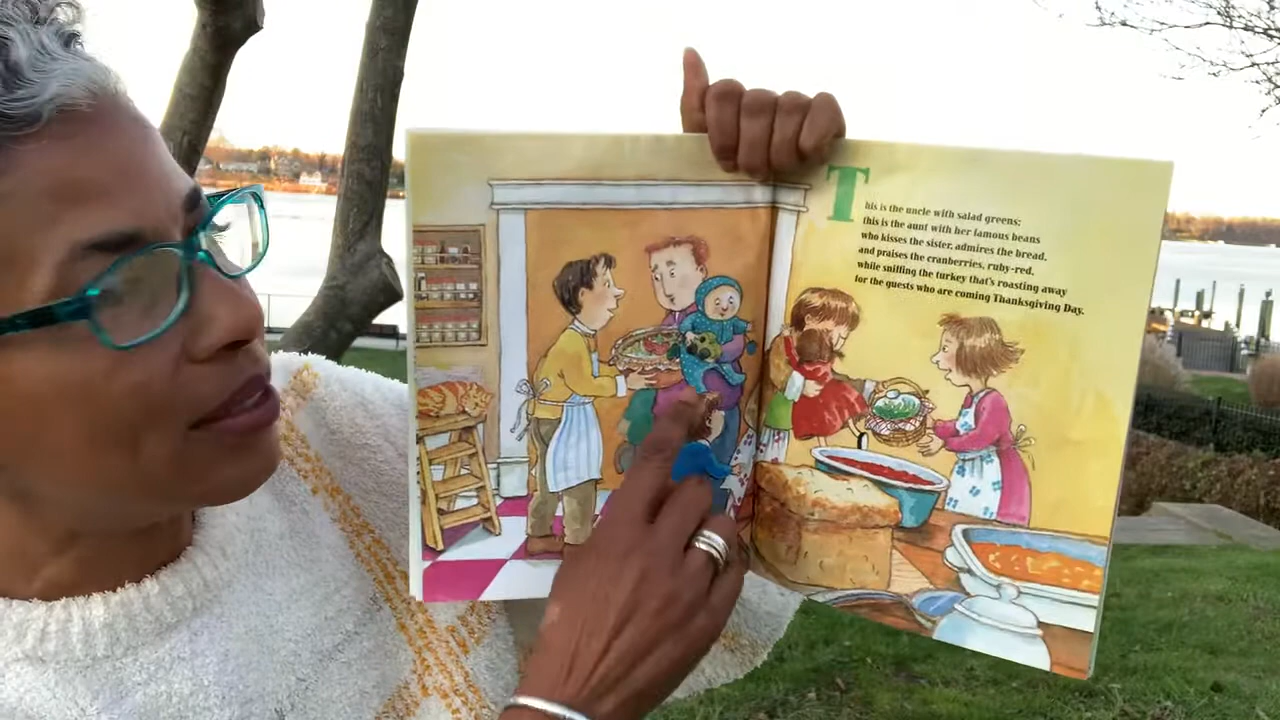 This is the uncle with salad greens;
this is the aunt with her famous beans
who kisses the sister, admires the bread,
and praises the cranberries, ruby-red,
while sniffing the turkey that's roasting away
for the guests who are coming Thanksgiving Day.